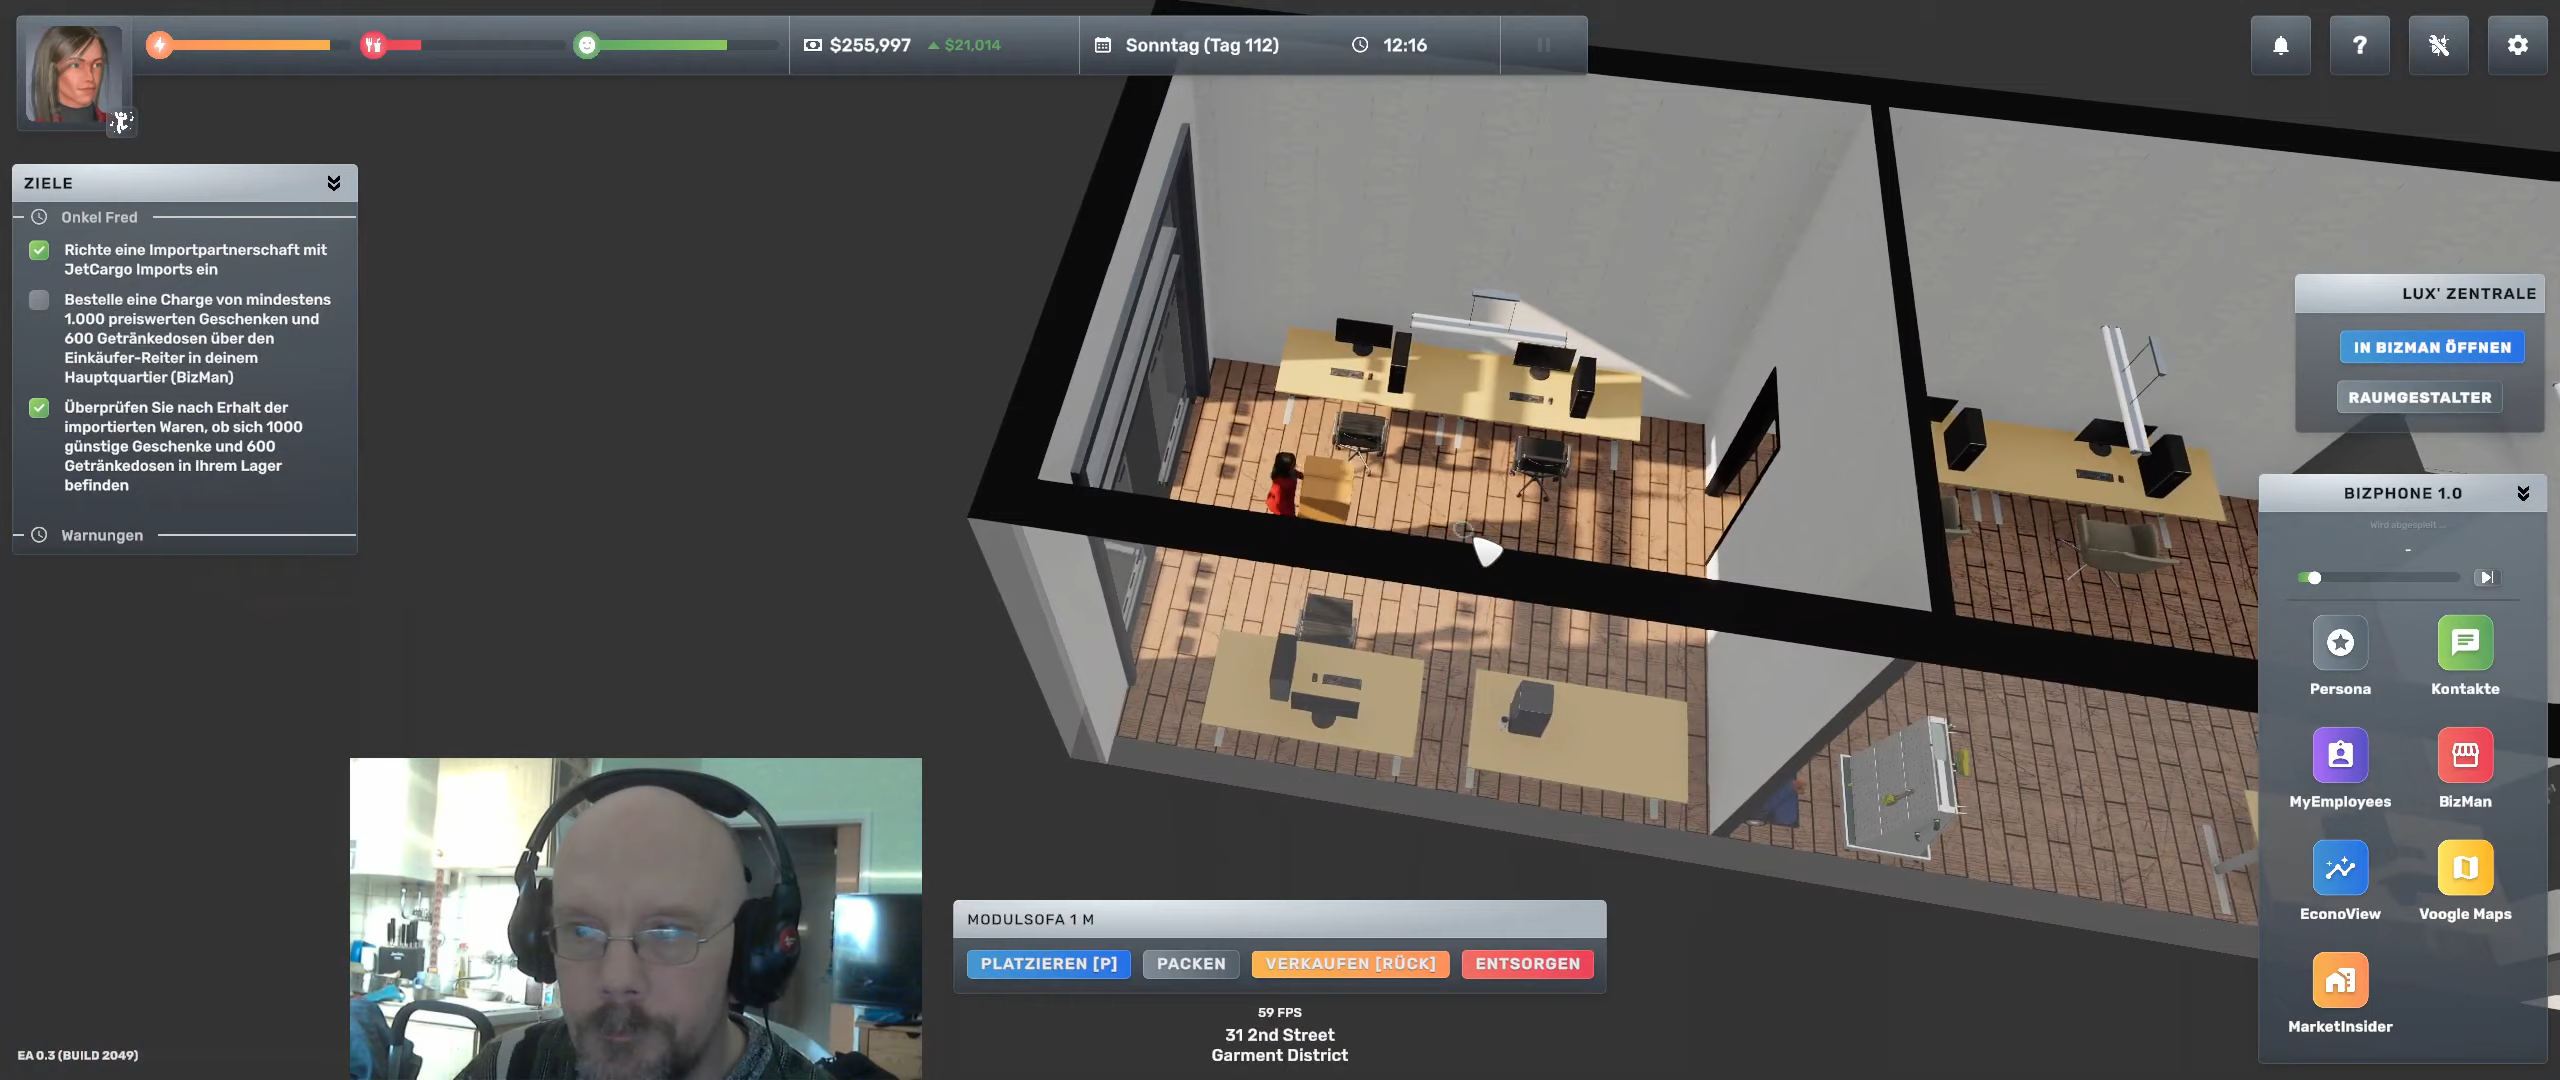 $255,997
$21,014
Sonntag (Tag 112)
12:16
?
ZIELE
Onkel Fred
Richte eine Importpartnerschaft mit
JetCargo Imports ein
Bestelle eine Charge von mindestens
1.000 preiswerten Geschenken und
600 Getränkedosen über den
Einkäufer-Reiter in deinem
Hauptquartier (BizMan)
Überprüfen Sie nach Erhalt der
importierten Waren, ob sich 1000
günstige Geschenke und 600
Getränkedosen in Ihrem Lager
befinden
Warnungen
LUX' ZENTRALE
IN BIZMAN ÖFFNEN
RAUMGESTALTER
BIZPHONE 1.0
Wird abgespielt ...
-
Persona
Kontakte
MyEmployees
BizMan
EconoView
Voogle Maps
MarketInsider
MODULSOFA 1 M
PLATZIEREN [P]
PACKEN
VERKAUFEN [RÜCK]
ENTSORGEN
59 FPS
31 2nd Street
Garment District
EA 0.3 (BUILD 2049)